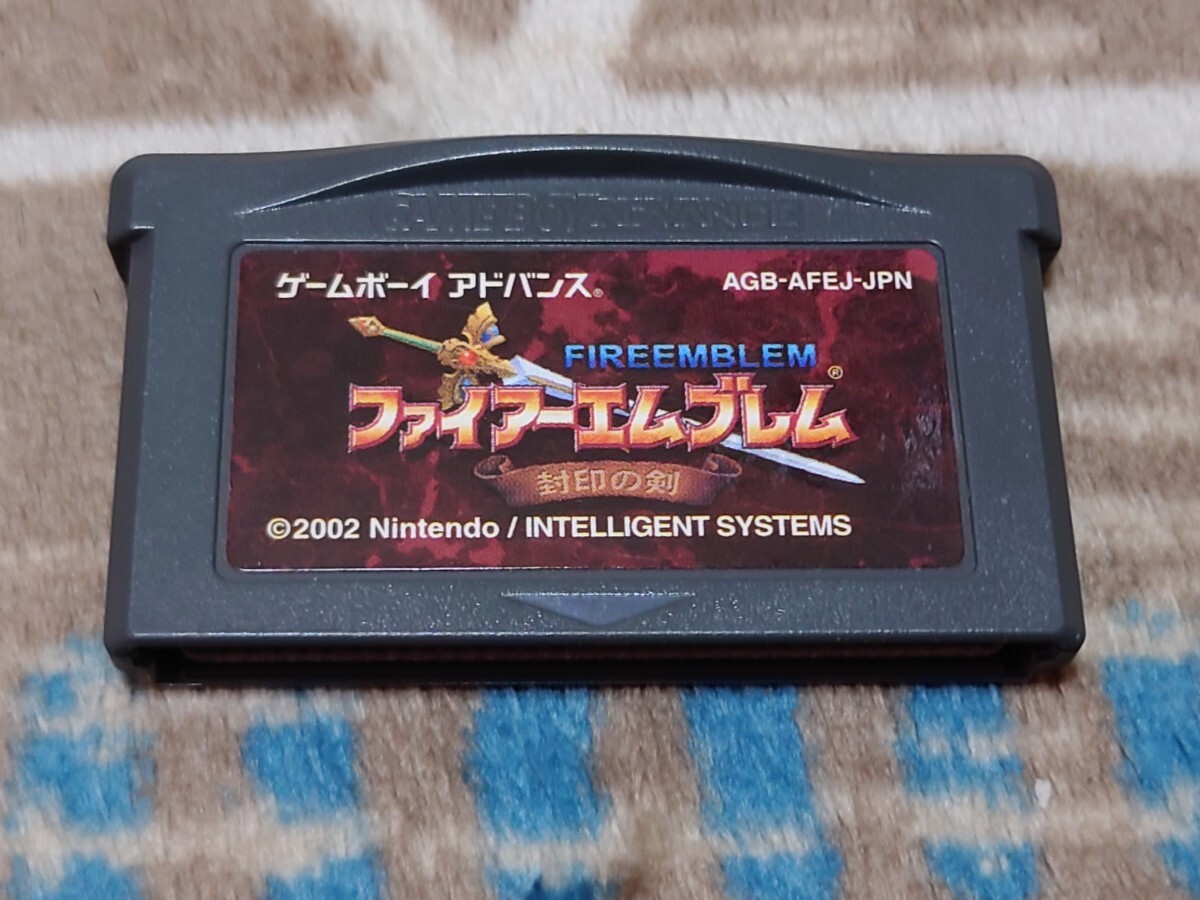 GAME BOY ADVANCE
ゲームボーイ アドバンス®
AGB-AFEJ-JPN
FIREEMBLEM
ファイアーエムブレム®
封印の剣
©2002 Nintendo / INTELLIGENT SYSTEMS